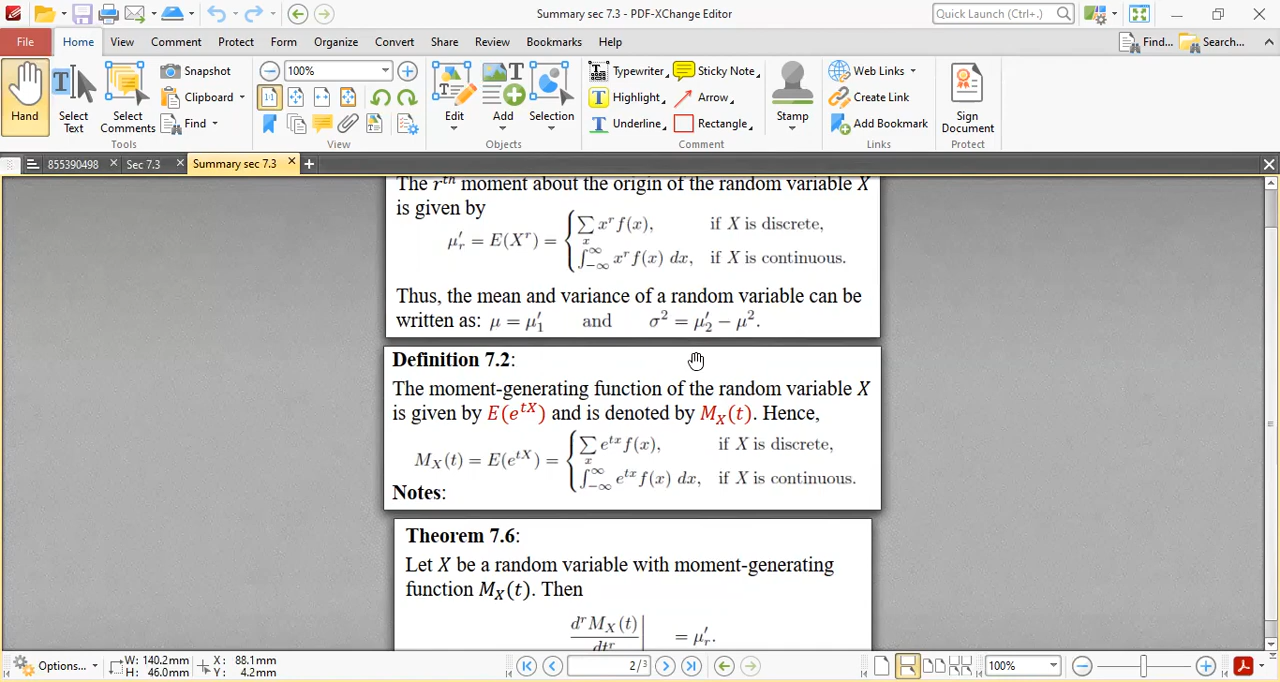 Summary sec 7.3 - PDF-XChange Editor
Quick Launch (Ctrl+.)
File Home View Comment Protect Form Organize Convert Share Review Bookmarks Help Find... Search...
Hand
Select Text
Select Comments
Snapshot
Clipboard
Find
Tools
100%
View
Edit
Add
Selection
Objects
Typewriter
Highlight
Underline
Sticky Note
Arrow
Rectangle
Stamp
Comment
Web Links
Create Link
Add Bookmark
Links
Sign Document
Protect
855390498 Sec 7.3 Summary sec 7.3
The r^{th} moment about the origin of the random variable X
is given by
μ'_r = E(X^r) = { ∑_x x^r f(x), if X is discrete,
∫_{-∞}^{∞} x^r f(x) dx, if X is continuous.
Thus, the mean and variance of a random variable can be
written as: μ = μ'_1 and σ² = μ'_2 − μ².
Definition 7.2:
The moment-generating function of the random variable X
is given by E(e^{tX}) and is denoted by M_X(t). Hence,
M_X(t) = E(e^{tX}) = { ∑_x e^{tx} f(x), if X is discrete,
∫_{-∞}^{∞} e^{tx} f(x) dx, if X is continuous.
Notes:
Theorem 7.6:
Let X be a random variable with moment-generating
function M_X(t). Then
d^r M_X(t)/dt^r | = μ'_r.
Options... W: 140.2mm H: 46.0mm X: 88.1mm Y: 4.2mm 2/3 100%